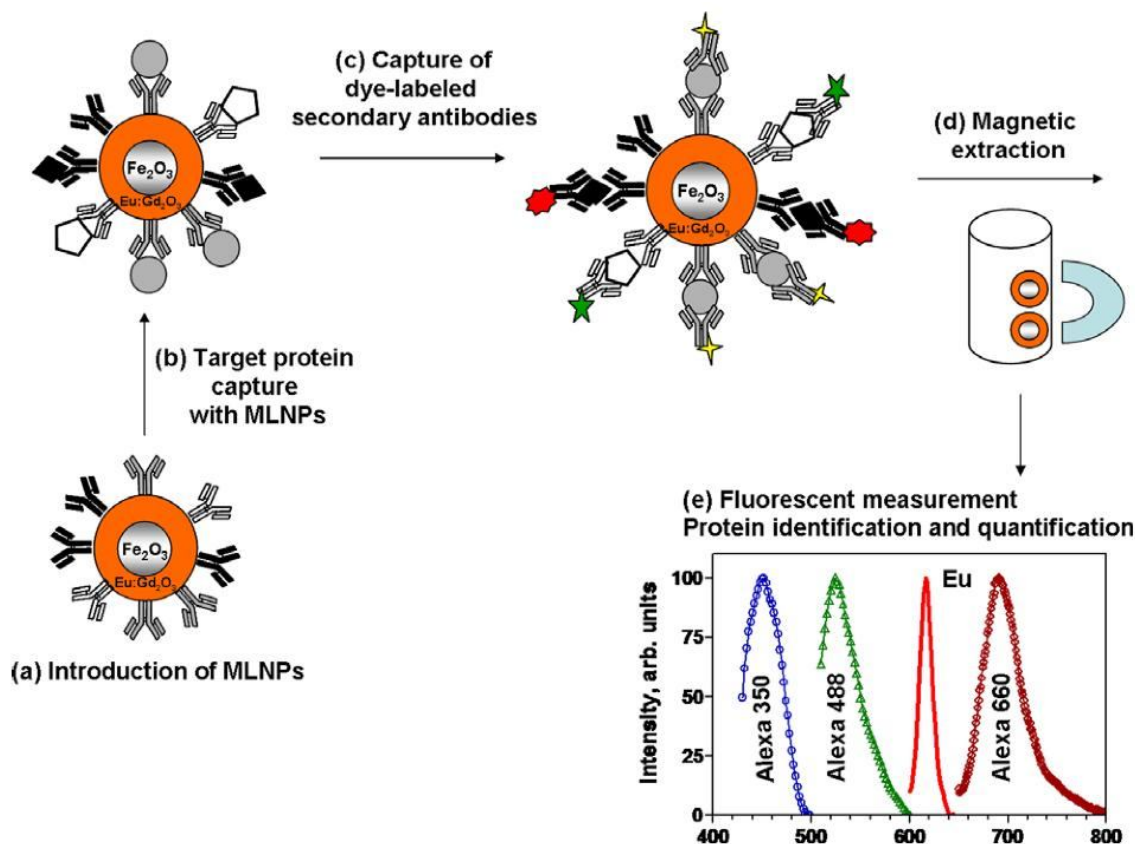 (c) Capture of
dye-labeled
secondary antibodies
(d) Magnetic
extraction
Fe₂O₃
Eu:Gd₂O₃
Fe₂O₃
Eu:Gd₂O₃
(b) Target protein
capture
with MLNPs
Fe₂O₃
Eu:Gd₂O₃
(a) Introduction of MLNPs
(e) Fluorescent measurement
Protein identification and quantification
Eu
Intensity, arb. units
100
75
50
25
0
Alexa 350
Alexa 488
Alexa 660
400 500 600 700 800